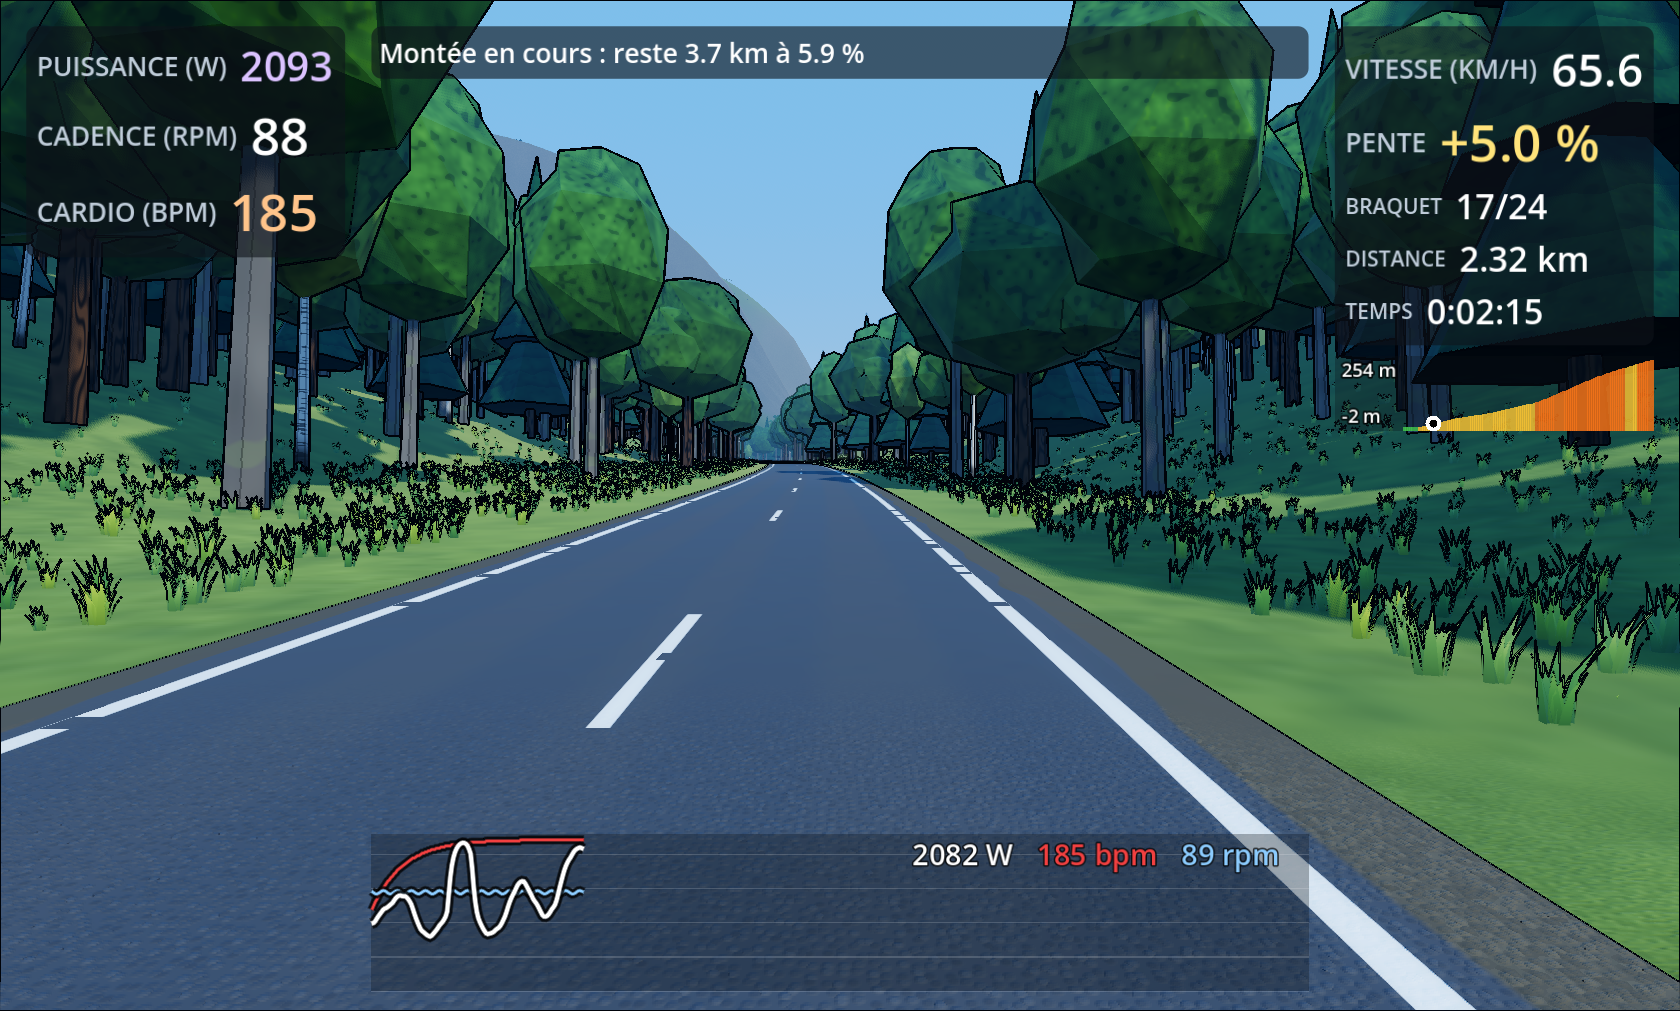 PUISSANCE (W) 2093
CADENCE (RPM) 88
CARDIO (BPM) 185
Montée en cours : reste 3.7 km à 5.9 %
VITESSE (KM/H) 65.6
PENTE +5.0 %
BRAQUET 17/24
DISTANCE 2.32 km
TEMPS 0:02:15
254 m
-2 m
2082 W 185 bpm 89 rpm